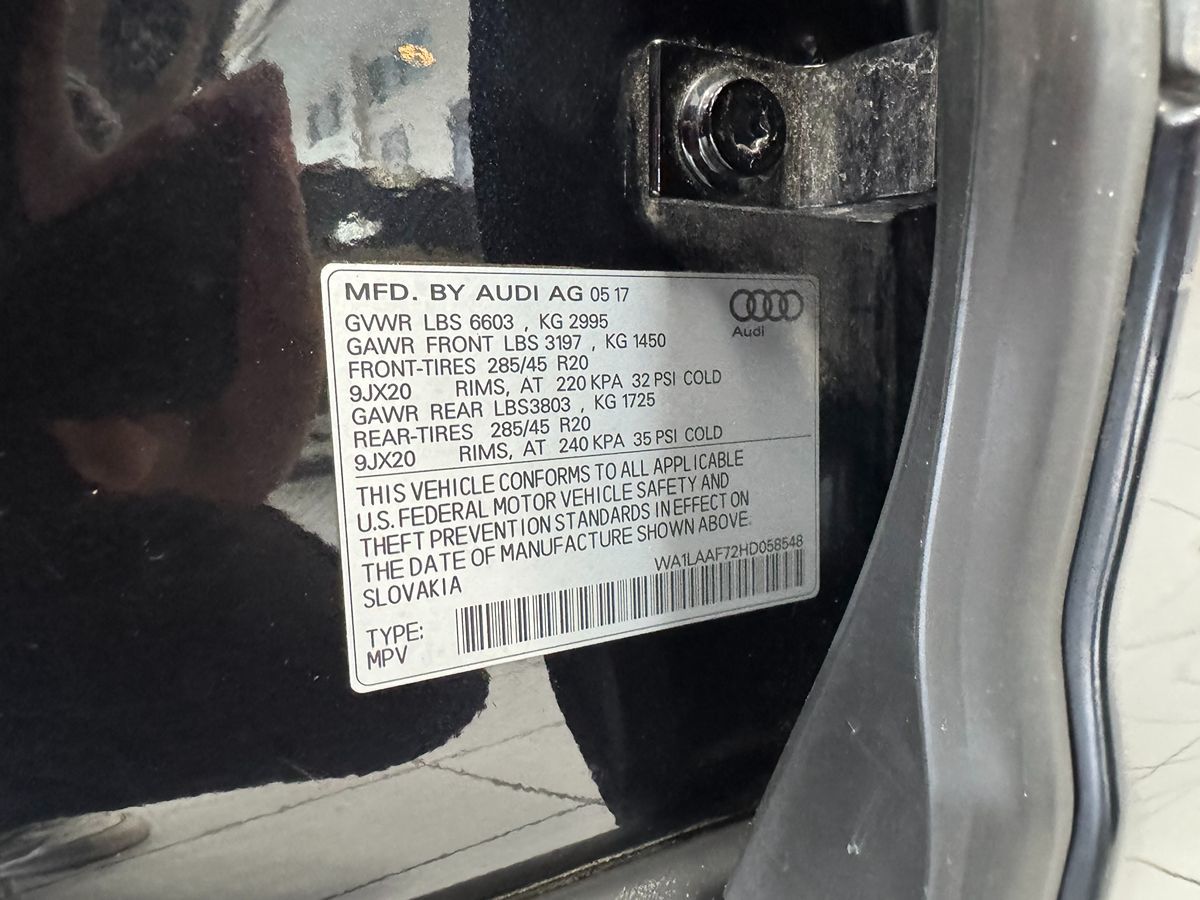 MFD. BY AUDI AG 05 17
Audi
GVWR LBS 6603 , KG 2995
GAWR FRONT LBS 3197 , KG 1450
FRONT-TIRES 285/45 R20
9JX20 RIMS, AT 220 KPA 32 PSI COLD
GAWR REAR LBS3803 , KG 1725
REAR-TIRES 285/45 R20
9JX20 RIMS, AT 240 KPA 35 PSI COLD
THIS VEHICLE CONFORMS TO ALL APPLICABLE
U.S. FEDERAL MOTOR VEHICLE SAFETY AND
THEFT PREVENTION STANDARDS IN EFFECT ON
THE DATE OF MANUFACTURE SHOWN ABOVE.
SLOVAKIA
WA1LAAF72HD058548
TYPE:
MPV